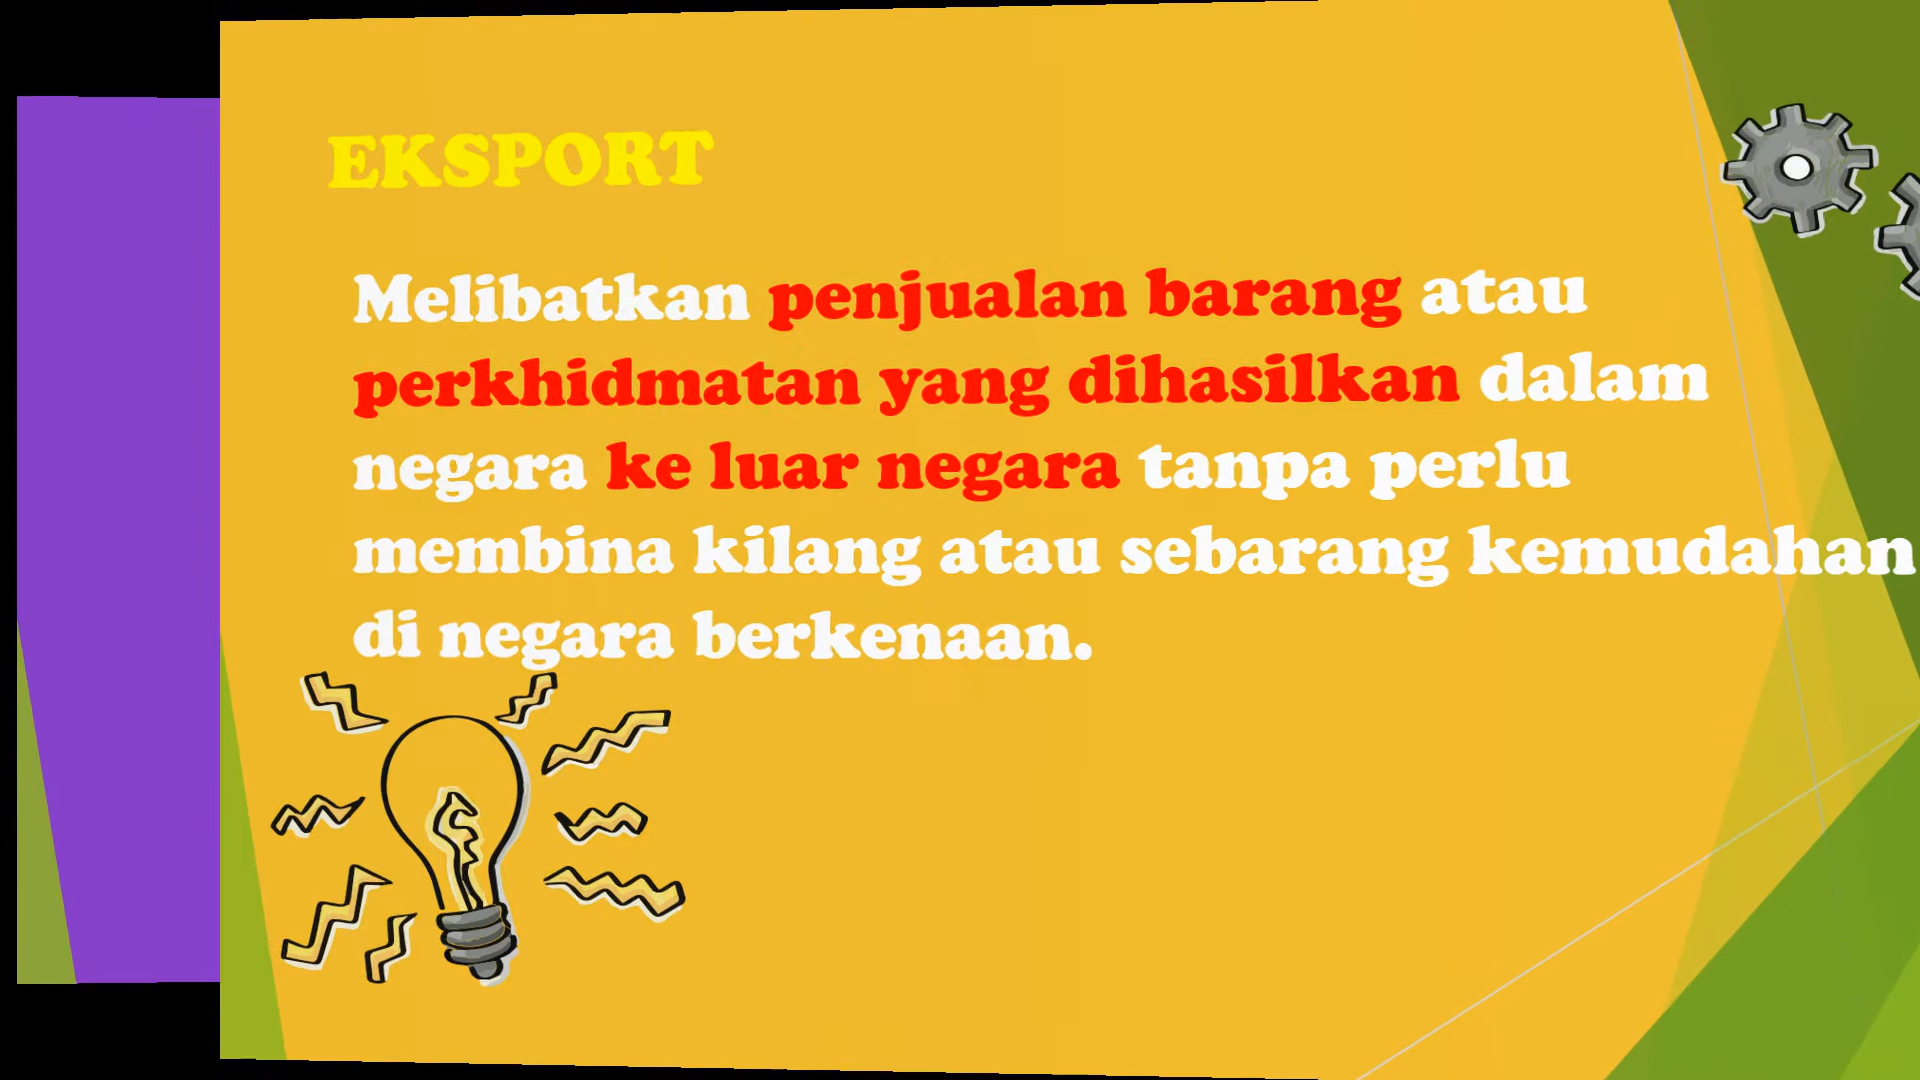 EKSPORT
Melibatkan penjualan barang atau
perkhidmatan yang dihasilkan dalam
negara ke luar negara tanpa perlu
membina kilang atau sebarang kemudahan
di negara berkenaan.